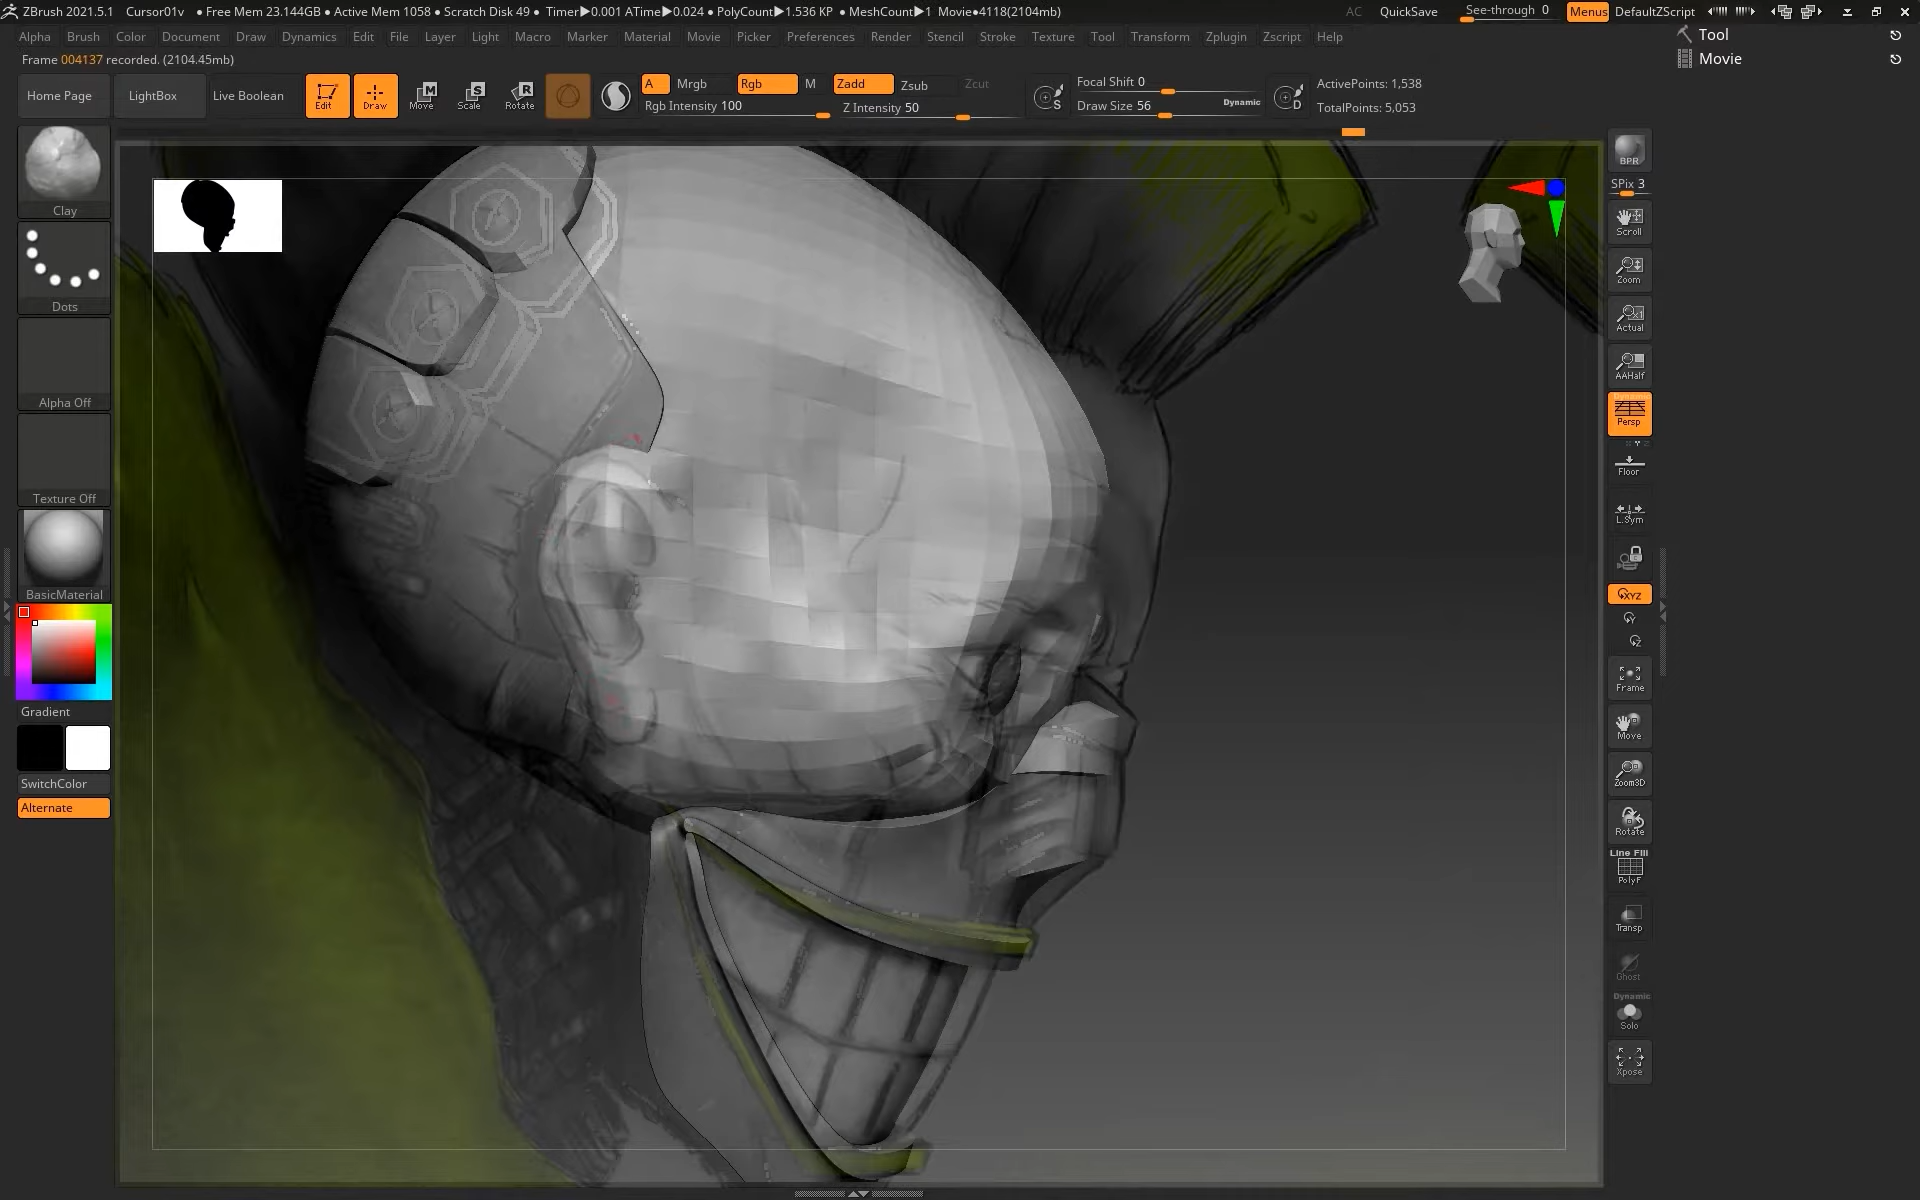 ZBrush 2021.5.1 Cursor01v ● Free Mem 23.144GB ● Active Mem 1058 ● Scratch Disk 49 ● Timer▶0.001 ATime▶0.024 ● PolyCount▶1.536 KP ● MeshCount▶1 Movie●4118(2104mb) AC QuickSave See-through 0 Menus DefaultZScript
Alpha Brush Color Document Draw Dynamics Edit File Layer Light Macro Marker Material Movie Picker Preferences Render Stencil Stroke Texture Tool Transform Zplugin Zscript Help
Tool
Movie
Frame 004137 recorded. (2104.45mb)
Home Page LightBox Live Boolean Edit Draw Move Scale Rotate
M S R
A Mrgb Rgb M Zadd Zsub Zcut
Rgb Intensity 100 Z Intensity 50
S Focal Shift 0
Draw Size 56 Dynamic
D ActivePoints: 1,538
TotalPoints: 5,053
Clay
Dots
Alpha Off
Texture Off
BasicMaterial
Gradient
SwitchColor
Alternate
BPR
SPix 3
Scroll
Zoom
Actual
AAHalf
Dynamic
Persp
Floor
L.Sym
XYZ
Y
Z
Frame
Move
Zoom3D
Rotate
Line Fill
PolyF
Transp
Ghost
Dynamic
Solo
Xpose